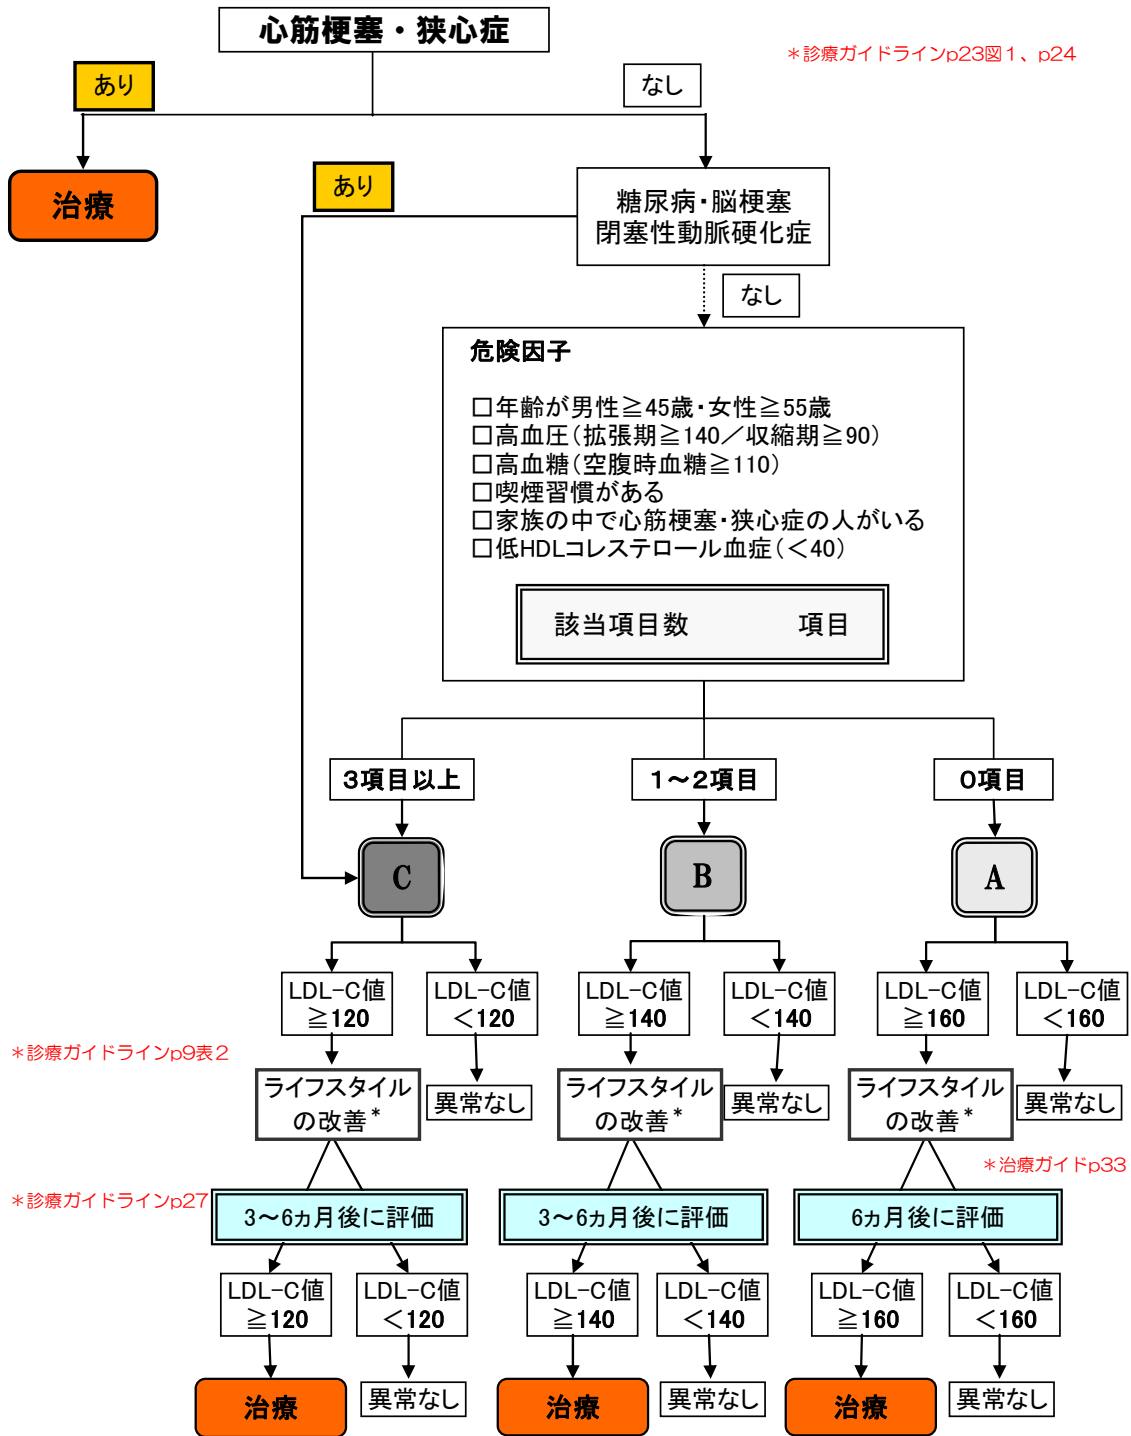 心筋梗塞・狭心症
＊診療ガイドラインp23図１、p24
あり
なし
治療
あり
糖尿病・脳梗塞
閉塞性動脈硬化症
なし
危険因子
□年齢が男性≧45歳・女性≧55歳
□高血圧（拡張期≧140／収縮期≧90）
□高血糖（空腹時血糖≧110）
□喫煙習慣がある
□家族の中で心筋梗塞・狭心症の人がいる
□低HDLコレステロール血症（＜40）
該当項目数　　　　項目
３項目以上
１～２項目
０項目
C
B
A
LDL-C値
≧120
LDL-C値
＜120
LDL-C値
≧140
LDL-C値
＜140
LDL-C値
≧160
LDL-C値
＜160
＊診療ガイドラインp9表２
ライフスタイル
の改善*
異常なし
ライフスタイル
の改善*
異常なし
ライフスタイル
の改善*
異常なし
＊治療ガイドp33
＊診療ガイドラインp27
3～6ヵ月後に評価
3～6ヵ月後に評価
6ヵ月後に評価
LDL-C値
≧120
LDL-C値
＜120
LDL-C値
≧140
LDL-C値
＜140
LDL-C値
≧160
LDL-C値
＜160
治療
異常なし
治療
異常なし
治療
異常なし